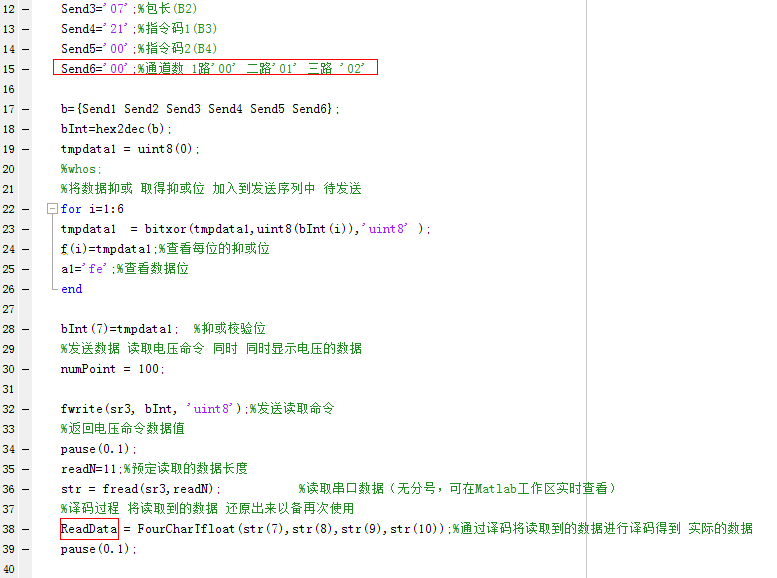 12 — Send3='07';%包长(B2)
13 — Send4='21';%指令码1(B3)
14 — Send5='00';%指令码2(B4)
15 — Send6='00';%通道数 1路'00' 二路'01' 三路 '02'
16
17 — b={Send1 Send2 Send3 Send4 Send5 Send6};
18 — bInt=hex2dec(b);
19 — tmpdata1 = uint8(0);
20 %whos;
21 %将数据抑或 取得抑或位 加入到发送序列中 待发送
22 — for i=1:6
23 — tmpdata1 = bitxor(tmpdata1,uint8(bInt(i)),'uint8' );
24 — f(i)=tmpdata1;%查看每位的抑或位
25 — a1='fe';%查看数据位
26 — end
27
28 — bInt(7)=tmpdata1; %抑或校验位
29 %发送数据 读取电压命令 同时 同时显示电压的数据
30 — numPoint = 100;
31
32 — fwrite(sr3, bInt, 'uint8');%发送读取命令
33 %返回电压命令数据值
34 — pause(0.1);
35 — readN=11;%预定读取的数据长度
36 — str = fread(sr3,readN); %读取串口数据（无分号，可在Matlab工作区实时查看）
37 %译码过程 将读取到的数据 还原出来以备再次使用
38 — ReadData = FourCharTfloat(str(7),str(8),str(9),str(10));%通过译码将读取到的数据进行译码得到 实际的数据
39 — pause(0.1);
40